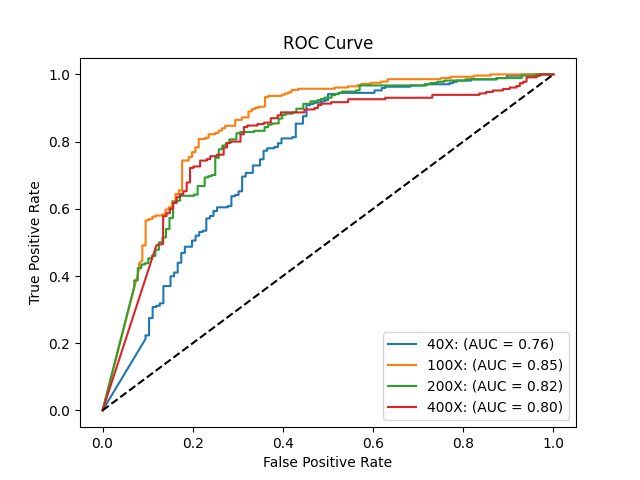 ROC Curve
True Positive Rate
1.0
0.8
0.6
0.4
0.2
0.0
0.0 0.2 0.4 0.6 0.8 1.0
False Positive Rate
40X: (AUC = 0.76)
100X: (AUC = 0.85)
200X: (AUC = 0.82)
400X: (AUC = 0.80)